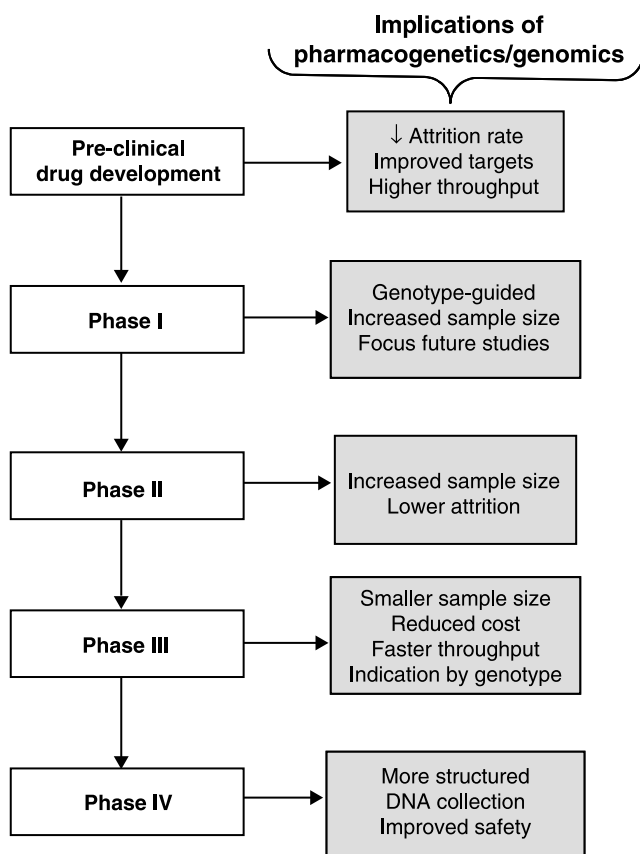 Implications of
pharmacogenetics/genomics
Pre-clinical
drug development
↓ Attrition rate
Improved targets
Higher throughput
Phase I
Genotype-guided
Increased sample size
Focus future studies
Phase II
Increased sample size
Lower attrition
Phase III
Smaller sample size
Reduced cost
Faster throughput
Indication by genotype
Phase IV
More structured
DNA collection
Improved safety